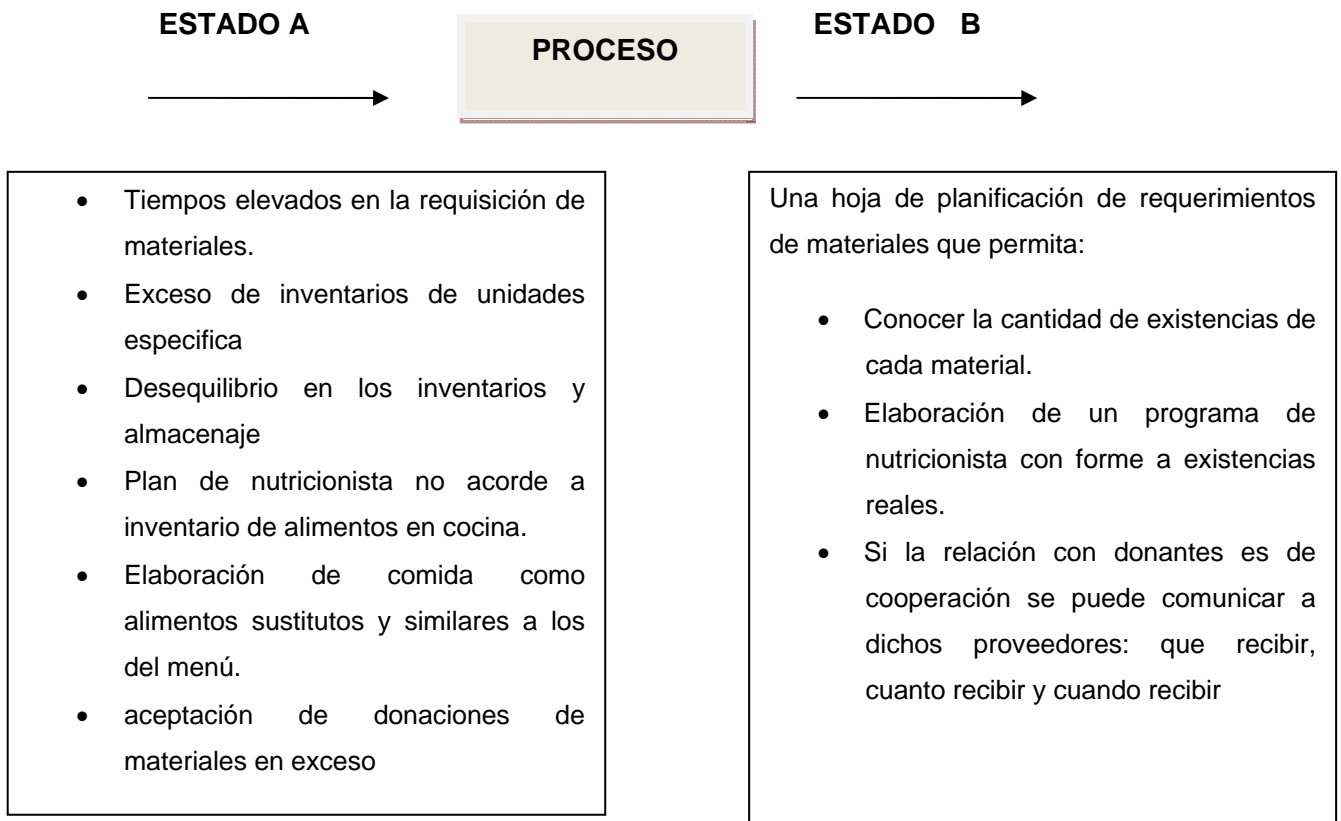 ESTADO A
PROCESO
ESTADO B
• Tiempos elevados en la requisición de
materiales.
• Exceso de inventarios de unidades
especifica
• Desequilibrio en los inventarios y
almacenaje
• Plan de nutricionista no acorde a
inventario de alimentos en cocina.
• Elaboración de comida como
alimentos sustitutos y similares a los
del menú.
• aceptación de donaciones de
materiales en exceso
Una hoja de planificación de requerimientos
de materiales que permita:
• Conocer la cantidad de existencias de
cada material.
• Elaboración de un programa de
nutricionista con forme a existencias
reales.
• Si la relación con donantes es de
cooperación se puede comunicar a
dichos proveedores: que recibir,
cuanto recibir y cuando recibir